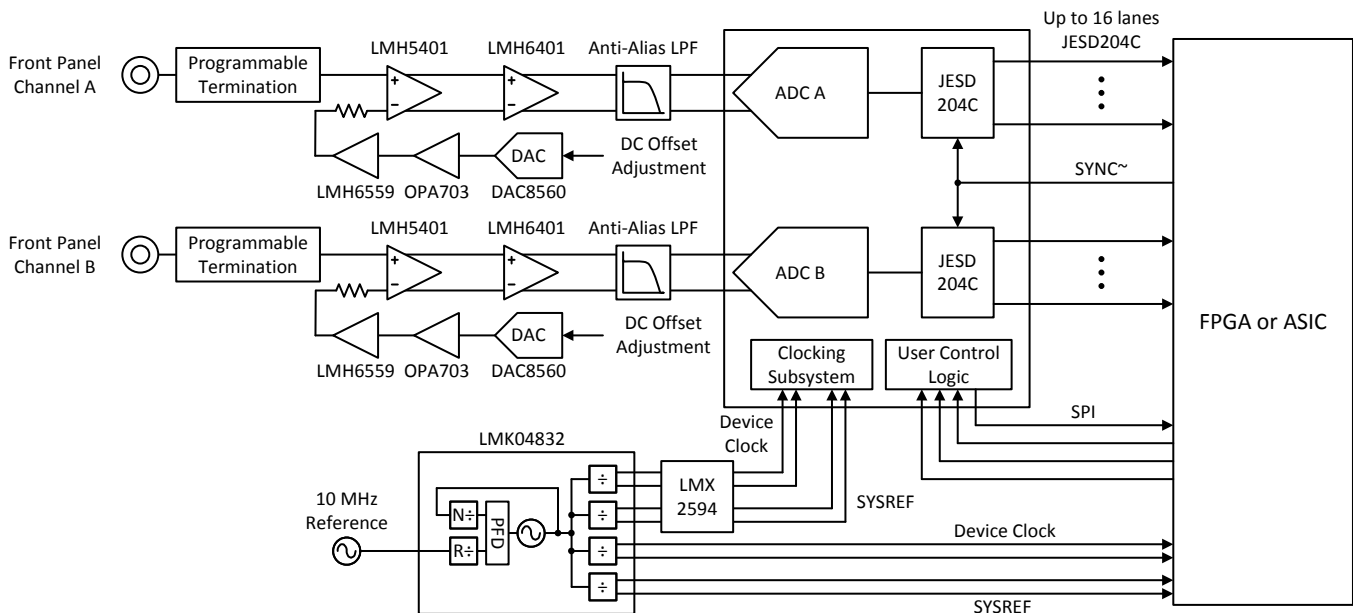 Up to 16 lanes
JESD204C
LMH5401
LMH6401
Anti-Alias LPF
Front Panel
Channel A
Programmable
Termination
+
−
+
−
ADC A
JESD
204C
DAC
DC Offset
Adjustment
LMH6559
OPA703
DAC8560
SYNC~
LMH5401
LMH6401
Anti-Alias LPF
Front Panel
Channel B
Programmable
Termination
+
−
+
−
ADC B
JESD
204C
FPGA or ASIC
DAC
DC Offset
Adjustment
LMH6559
OPA703
DAC8560
Clocking
Subsystem
User Control
Logic
Device
Clock
SPI
LMK04832
10 MHz
Reference
N÷
R÷
PFD
÷
÷
÷
÷
LMX
2594
SYSREF
Device Clock
SYSREF